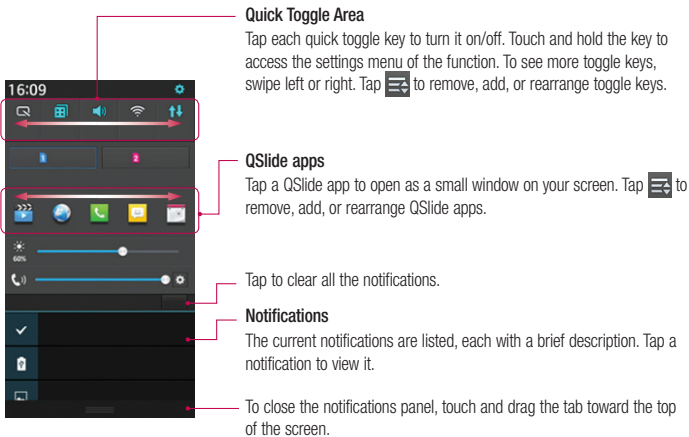 Quick Toggle Area
Tap each quick toggle key to turn it on/off. Touch and hold the key to
access the settings menu of the function. To see more toggle keys,
swipe left or right. Tap to remove, add, or rearrange toggle keys.
16:09
1
2
QSlide apps
Tap a QSlide app to open as a small window on your screen. Tap to
remove, add, or rearrange QSlide apps.
60%
Tap to clear all the notifications.
Notifications
The current notifications are listed, each with a brief description. Tap a
notification to view it.
To close the notifications panel, touch and drag the tab toward the top
of the screen.